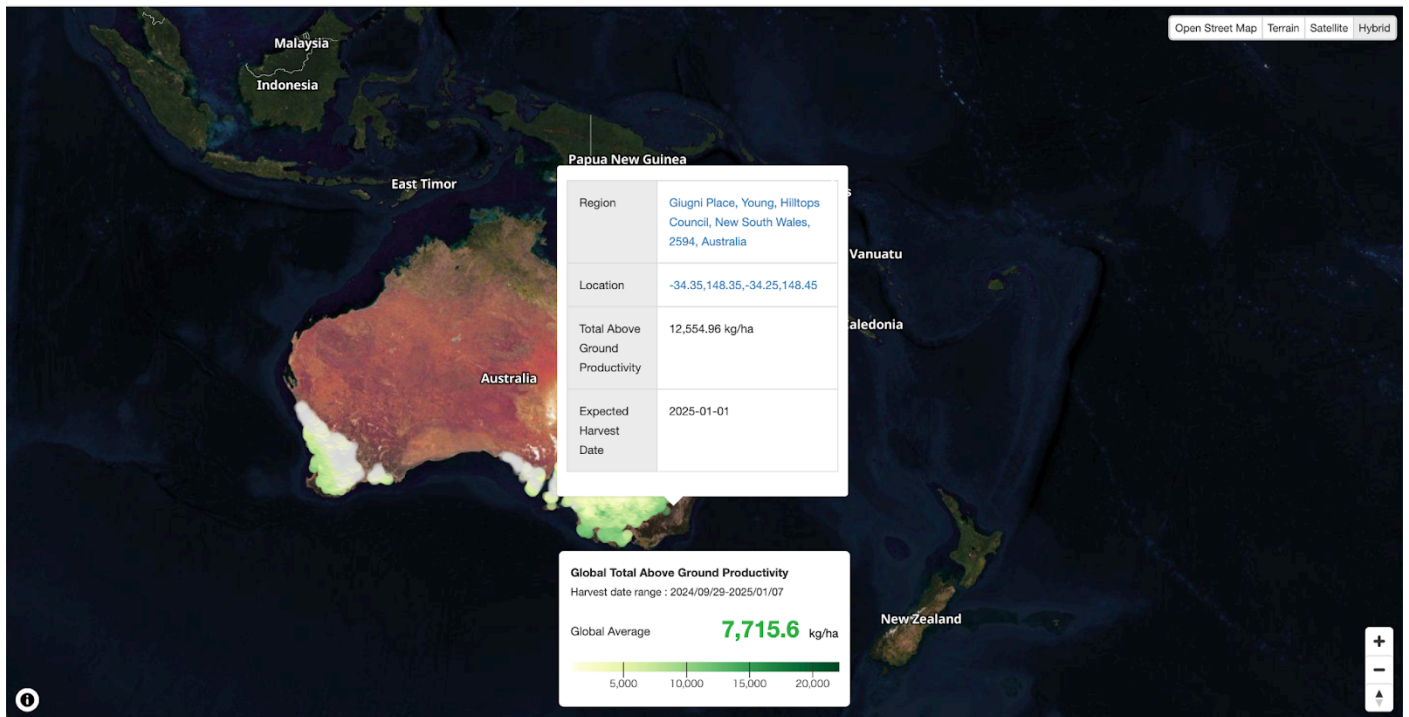 Open Street Map Terrain Satellite Hybrid
Malaysia
Indonesia
Papua New Guinea
East Timor
Region
Giugni Place, Young, Hilltops
Council, New South Wales,
2594, Australia
Location
-34.35,148.35,-34.25,148.45
Total Above
Ground
Productivity
12,554.96 kg/ha
Expected
Harvest
Date
2025-01-01
s
Vanuatu
aledonia
Australia
Global Total Above Ground Productivity
Harvest date range : 2024/09/29-2025/01/07
Global Average 7,715.6 kg/ha
5,000 10,000 15,000 20,000
New Zealand